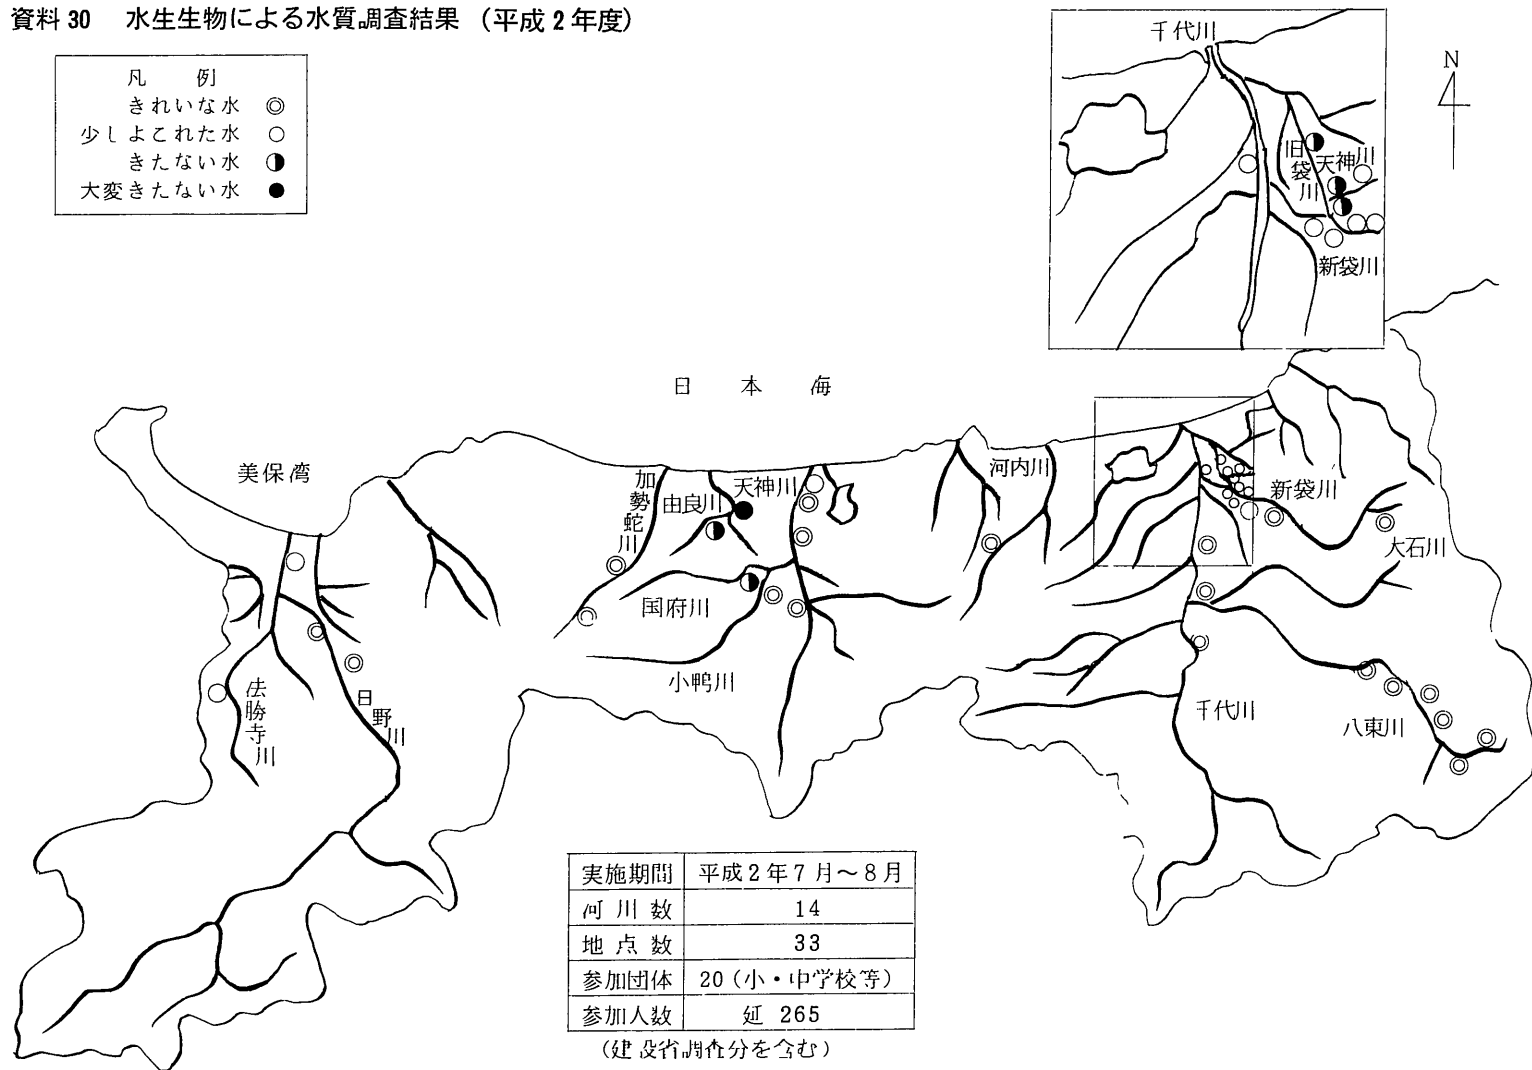 資料30　水生生物による水質調査結果（平成2年度）
凡　例
きれいな水 ◎
少しよごれた水 ○
きたない水 ◑
大変きたない水 ●
千代川
旧袋川
天神川
新袋川
N
日本海
美保湾
加勢蛇川
由良川
天神川
河内川
新袋川
大石川
国府川
小鴨川
法勝寺川
日野川
千代川
八東川
実施期間 平成2年7月～8月
河川数 14
地点数 33
参加団体 20（小・中学校等）
参加人数 延 265
（建設省調査分を含む）